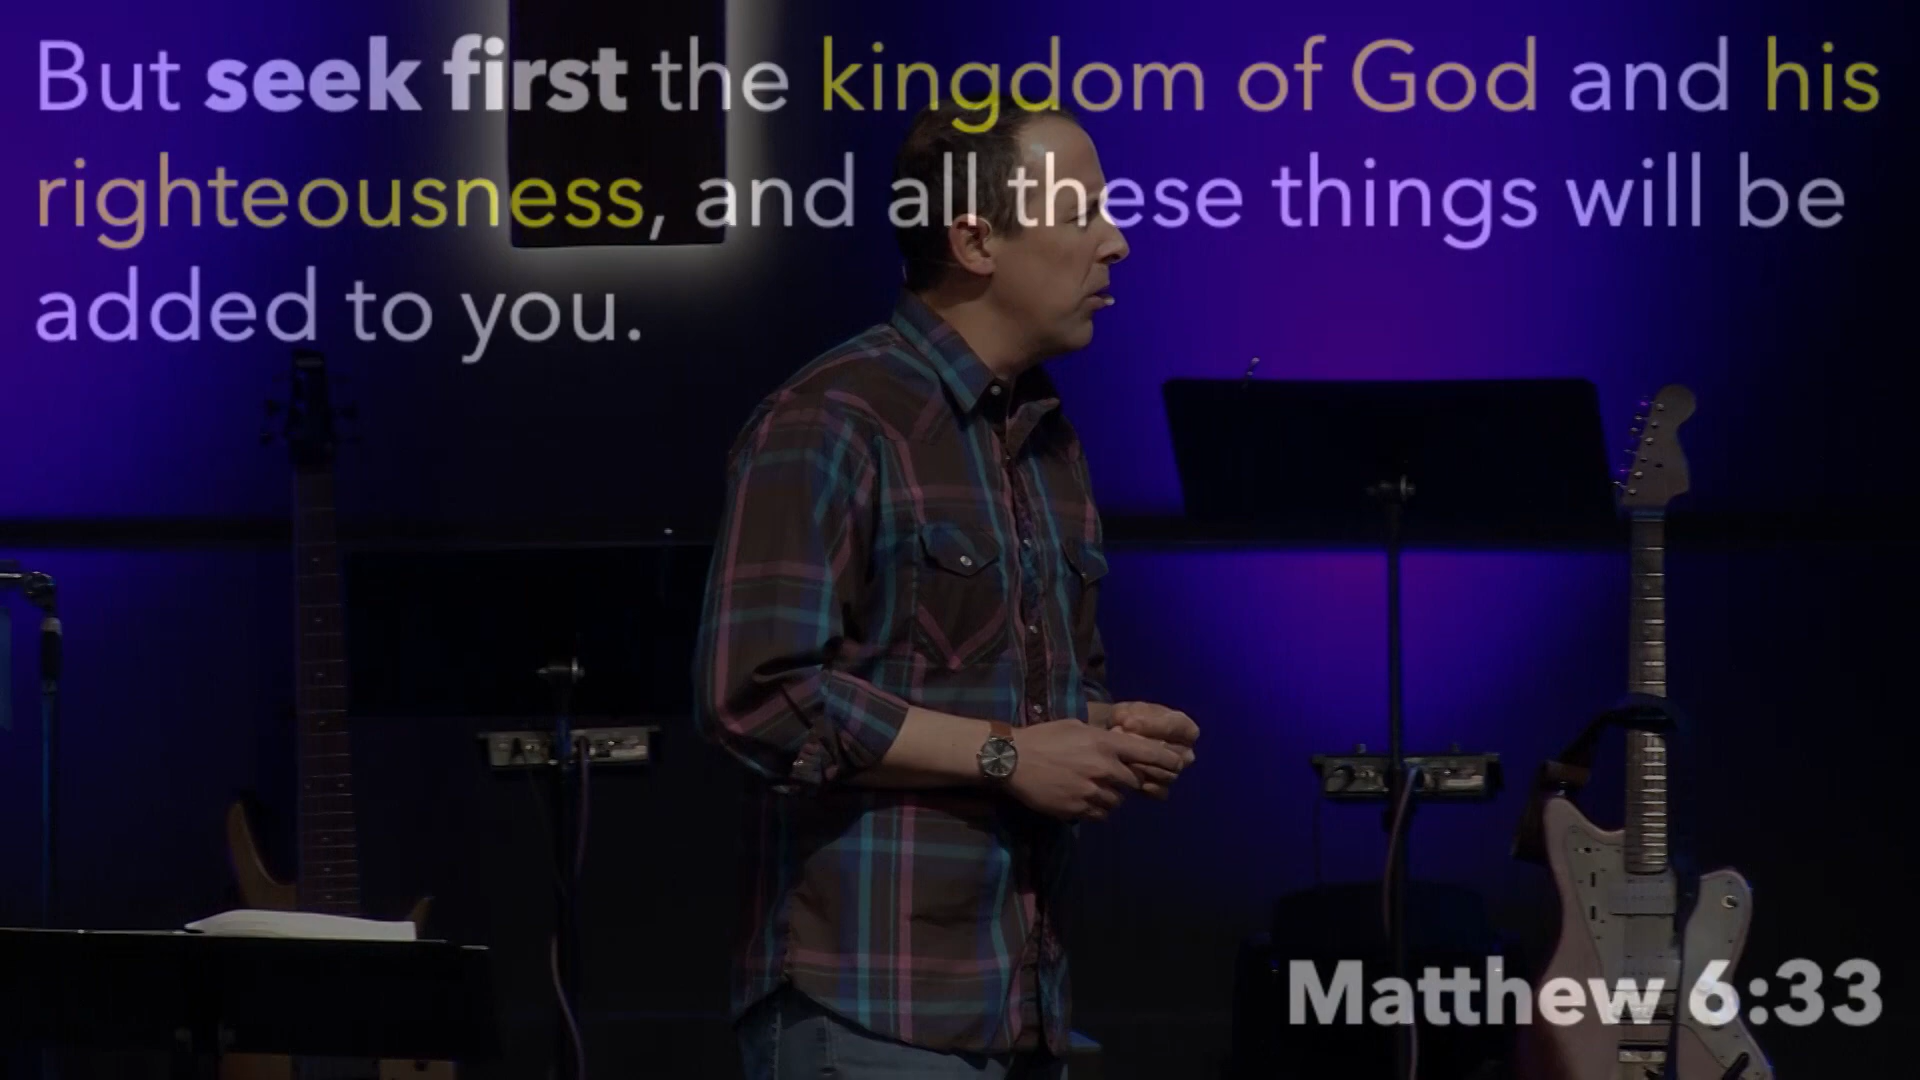 But seek first the kingdom of God and his
righteousness, and all these things will be
added to you.
Matthew 6:33